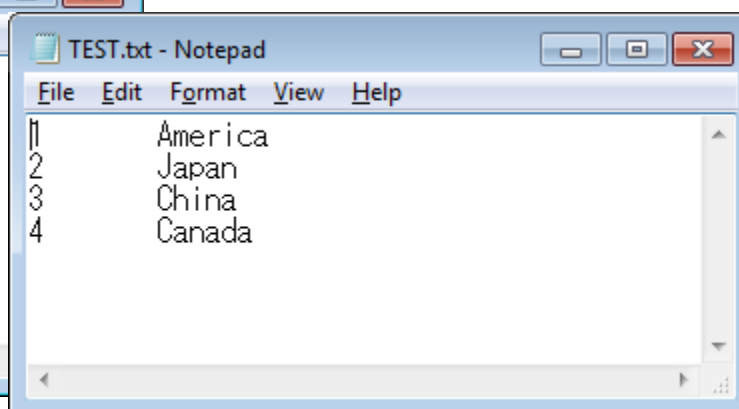 TEST.txt - Notepad
File Edit Format View Help
1 America
2 Japan
3 China
4 Canada